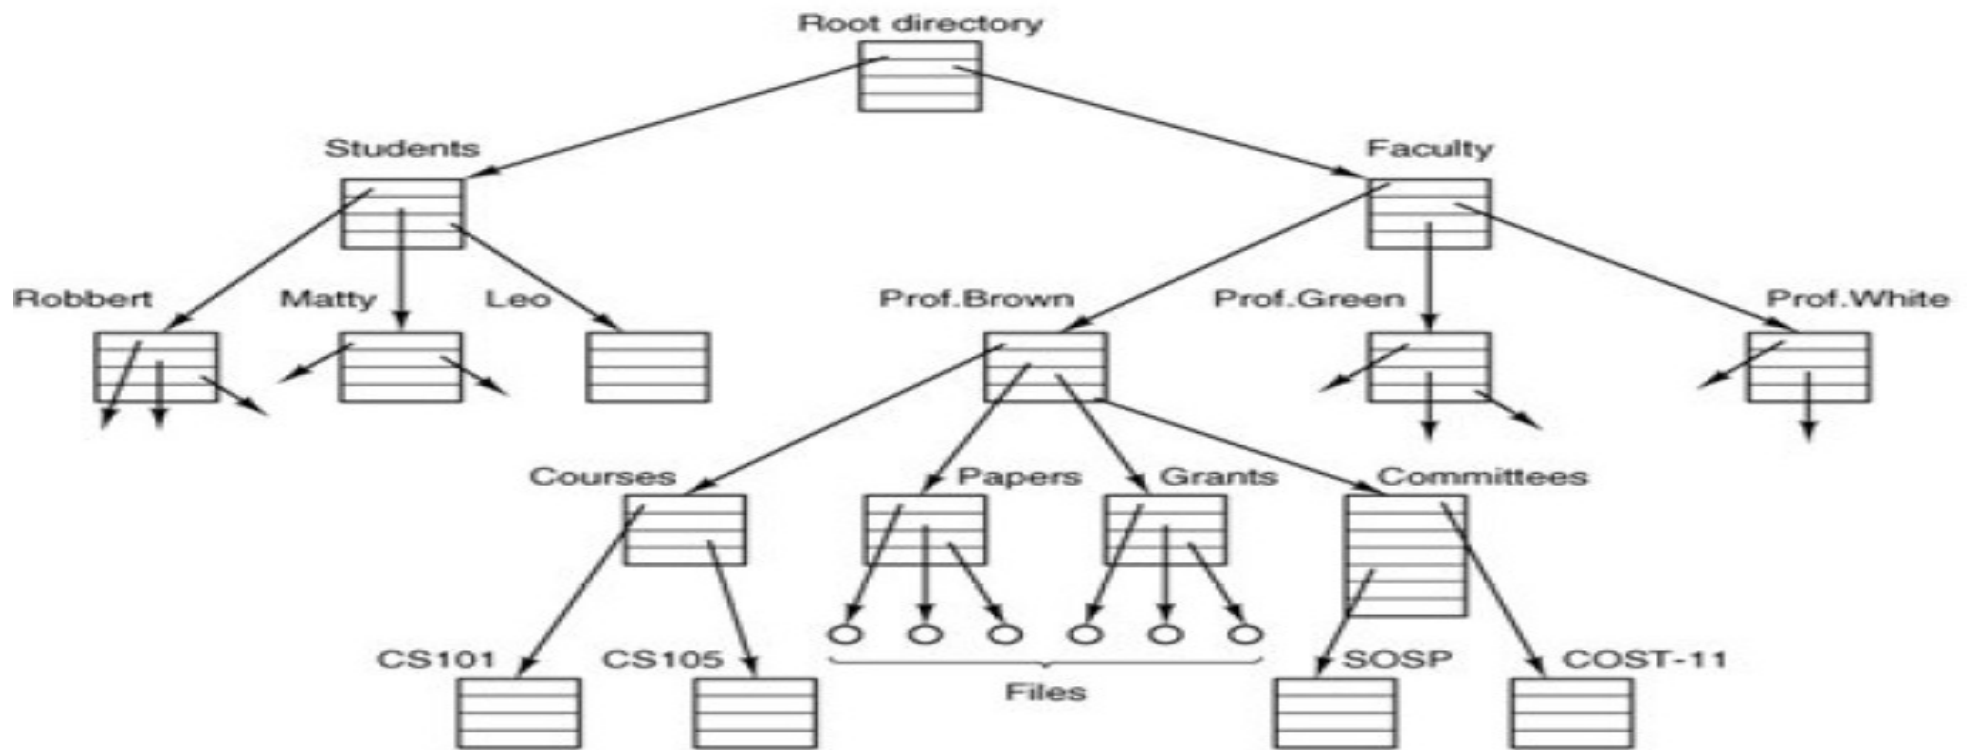 Root directory
Students
Faculty
Robbert
Matty
Leo
Prof.Brown
Prof.Green
Prof.White
Courses
Papers
Grants
Committees
CS101
CS105
SOSP
COST-11
Files